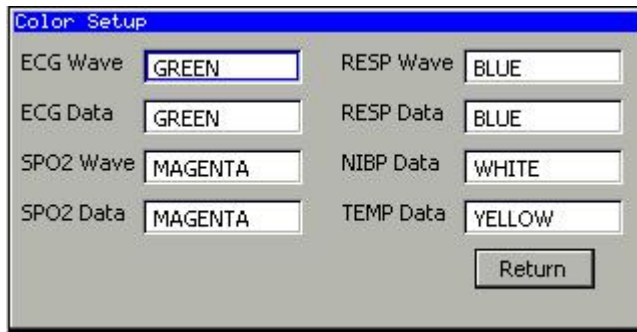 Color Setup
ECG Wave GREEN RESP Wave BLUE
ECG Data GREEN RESP Data BLUE
SPO2 Wave MAGENTA NIBP Data WHITE
SPO2 Data MAGENTA TEMP Data YELLOW
Return